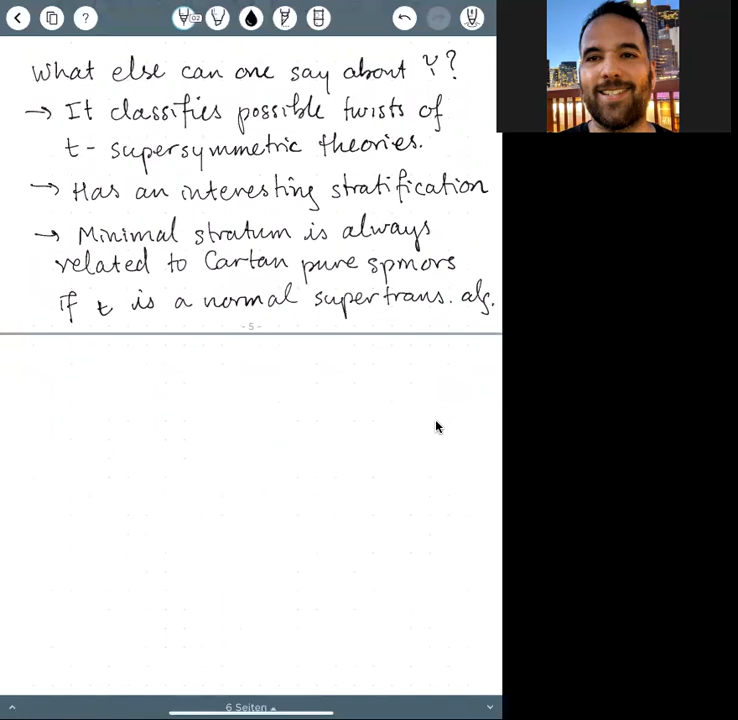 What else can one say about Y?
→ It classifies possible twists of
t - supersymmetric theories.
→ Has an interesting stratification
→ Minimal stratum is always
related to Cartan pure spinors
if t is a normal supertrans. alg.
- 5 -
6 Seiten